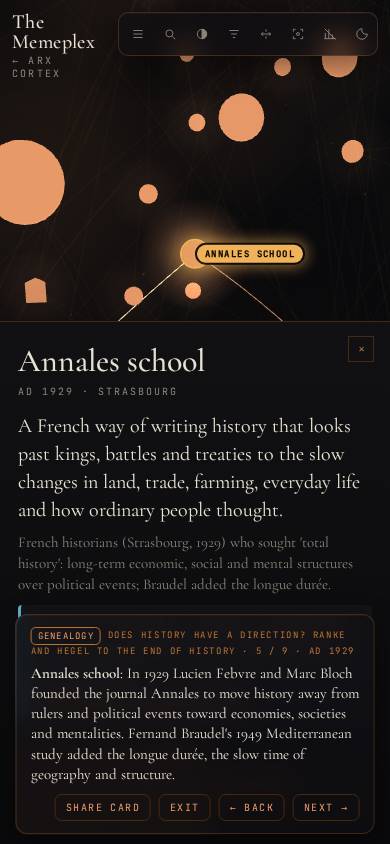 The
Memeplex
← ARX
CORTEX
ANNALES SCHOOL
Annales school
×
AD 1929 · STRASBOURG
A French way of writing history that looks
past kings, battles and treaties to the slow
changes in land, trade, farming, everyday life
and how ordinary people thought.
French historians (Strasbourg, 1929) who sought 'total
history': long-term economic, social and mental structures
over political events; Braudel added the longue durée.
GENEALOGY DOES HISTORY HAVE A DIRECTION? RANKE
AND HEGEL TO THE END OF HISTORY · 5 / 9 · AD 1929
Annales school: In 1929 Lucien Febvre and Marc Bloch
founded the journal Annales to move history away from
rulers and political events toward economies, societies
and mentalities. Fernand Braudel's 1949 Mediterranean
study added the longue durée, the slow time of
geography and structure.
SHARE CARD EXIT ← BACK NEXT →